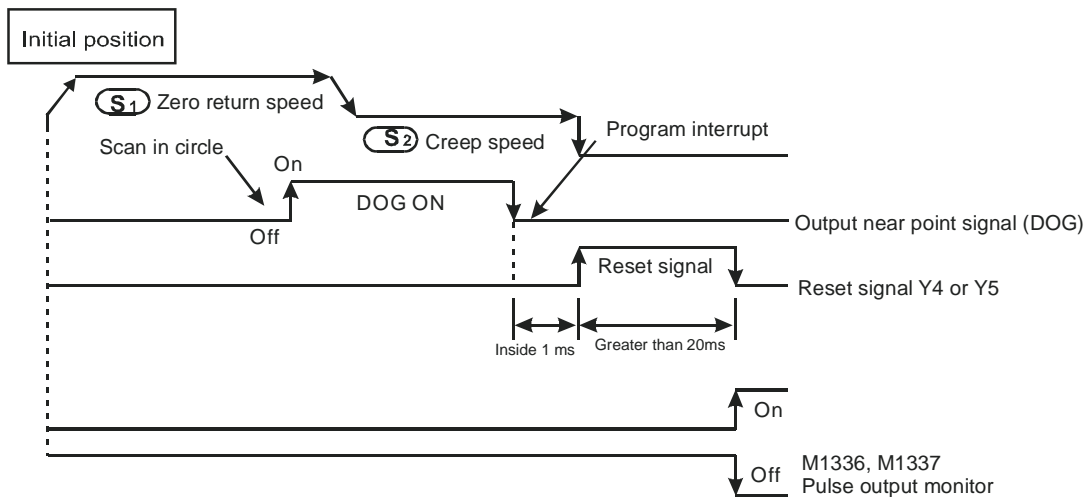 Initial position
S1 Zero return speed
S2 Creep speed
Program interrupt
Scan in circle
On
DOG ON
Off
Output near point signal (DOG)
Reset signal
Reset signal Y4 or Y5
Inside 1 ms
Greater than 20ms
On
Off
M1336, M1337
Pulse output monitor